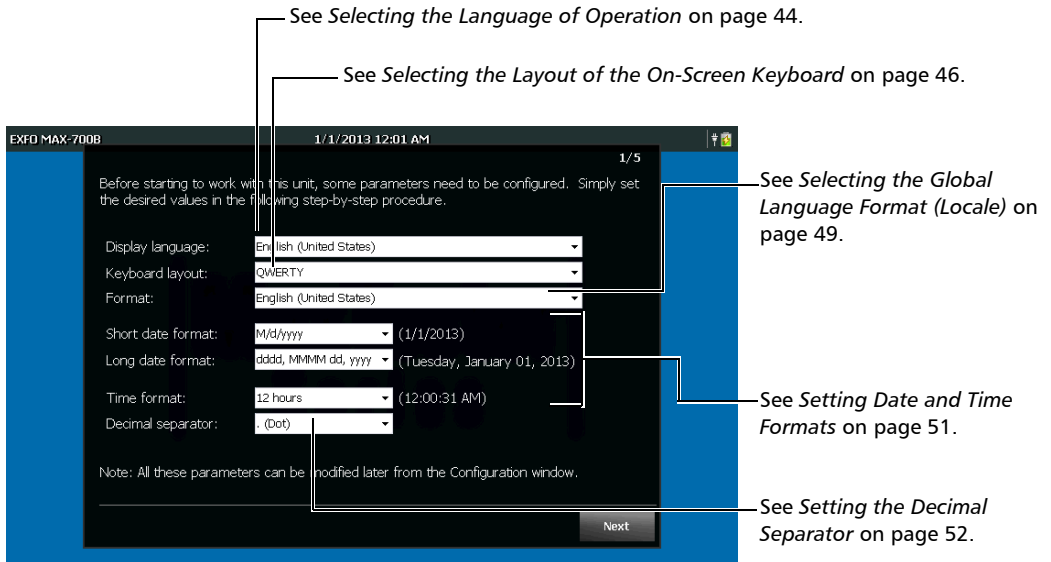 See Selecting the Language of Operation on page 44.
See Selecting the Layout of the On-Screen Keyboard on page 46.
EXFO MAX-700B 1/1/2013 12:01 AM
1/5
Before starting to work with this unit, some parameters need to be configured. Simply set
the desired values in the following step-by-step procedure.
Display language: English (United States)
Keyboard layout: QWERTY
Format: English (United States)
Short date format: M/d/yyyy (1/1/2013)
Long date format: dddd, MMMM dd, yyyy (Tuesday, January 01, 2013)
Time format: 12 hours (12:00:31 AM)
Decimal separator: . (Dot)
Note: All these parameters can be modified later from the Configuration window.
Next
See Selecting the Global
Language Format (Locale) on
page 49.
See Setting Date and Time
Formats on page 51.
See Setting the Decimal
Separator on page 52.